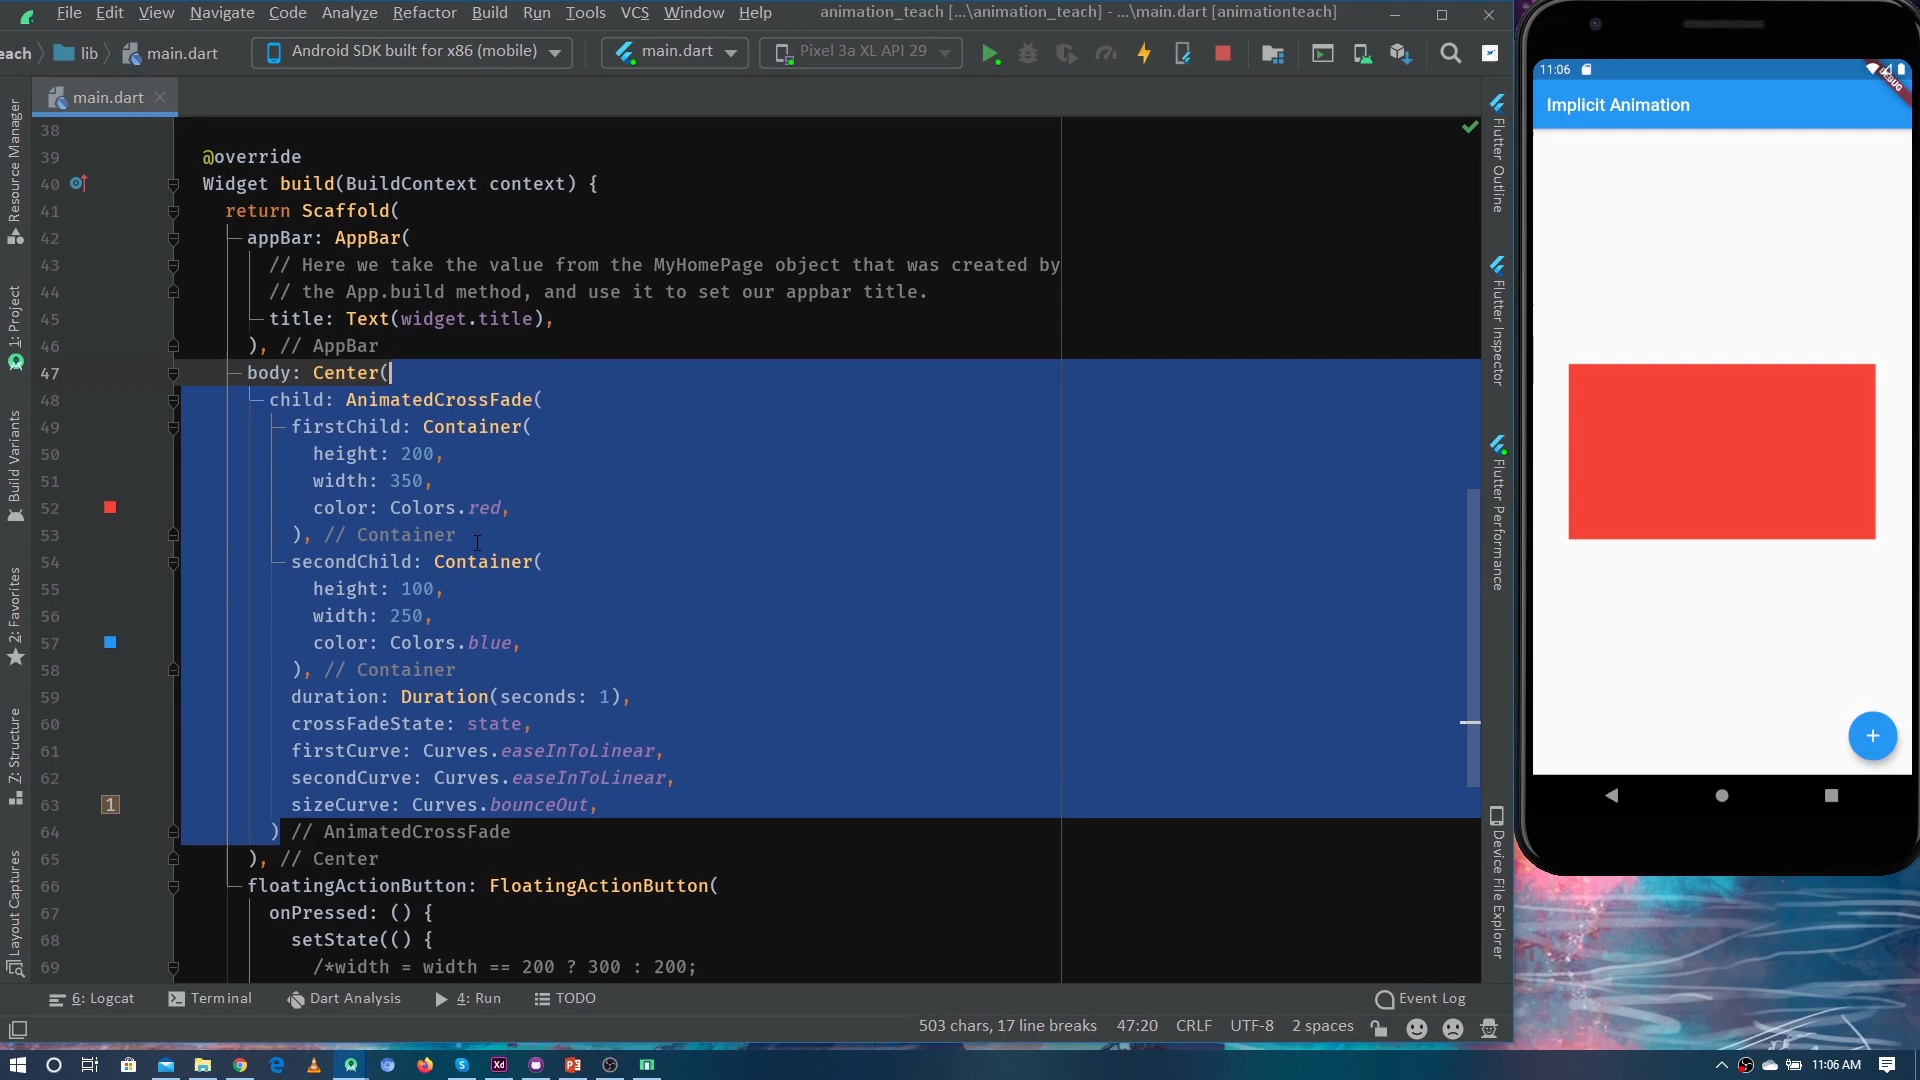 File Edit View Navigate Code Analyze Refactor Build Run Tools VCS Window Help animation_teach [...\animation_teach] - ...\main.dart [animationteach]
each lib main.dart Android SDK built for x86 (mobile) main.dart Pixel 3a XL API 29
main.dart
38
39 @override
40 Widget build(BuildContext context) {
41 return Scaffold(
42 appBar: AppBar(
43 // Here we take the value from the MyHomePage object that was created by
44 // the App.build method, and use it to set our appbar title.
45 title: Text(widget.title),
46 ), // AppBar
47 body: Center(
48 child: AnimatedCrossFade(
49 firstChild: Container(
50 height: 200,
51 width: 350,
52 color: Colors.red,
53 ), // Container
54 secondChild: Container(
55 height: 100,
56 width: 250,
57 color: Colors.blue,
58 ), // Container
59 duration: Duration(seconds: 1),
60 crossFadeState: state,
61 firstCurve: Curves.easeInToLinear,
62 secondCurve: Curves.easeInToLinear,
63 1 sizeCurve: Curves.bounceOut,
64 ) // AnimatedCrossFade
65 ), // Center
66 floatingActionButton: FloatingActionButton(
67 onPressed: () {
68 setState(() {
69 /*width = width == 200 ? 300 : 200;
Resource Manager
1: Project
Build Variants
2: Favorites
Z: Structure
Layout Captures
Flutter Outline
Flutter Inspector
Flutter Performance
Device File Explorer
6: Logcat Terminal Dart Analysis 4: Run TODO Event Log
503 chars, 17 line breaks 47:20 CRLF UTF-8 2 spaces
11:06
DEBUG
Implicit Animation
+
11:06 AM